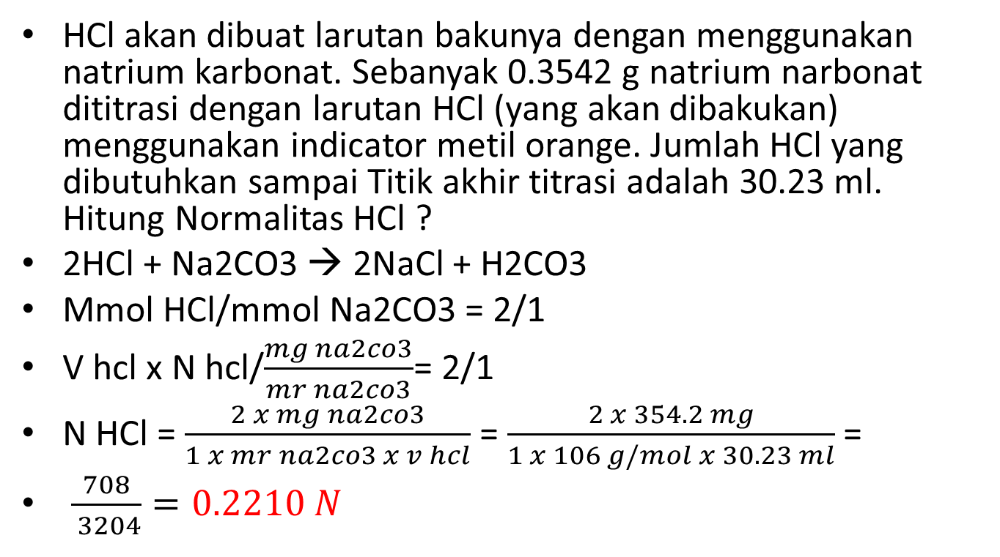 • HCl akan dibuat larutan bakunya dengan menggunakan
natrium karbonat. Sebanyak 0.3542 g natrium narbonat
dititrasi dengan larutan HCl (yang akan dibakukan)
menggunakan indicator metil orange. Jumlah HCl yang
dibutuhkan sampai Titik akhir titrasi adalah 30.23 ml.
Hitung Normalitas HCl ?
• 2HCl + Na2CO3 → 2NaCl + H2CO3
• Mmol HCl/mmol Na2CO3 = 2/1
• V hcl x N hcl/\frac{mg na2co3}{mr na2co3}= 2/1
• N HCl = \frac{2 x mg na2co3}{1 x mr na2co3 x v hcl} = \frac{2 x 354.2 mg}{1 x 106 g/mol x 30.23 ml} =
• \frac{708}{3204} = 0.2210 N